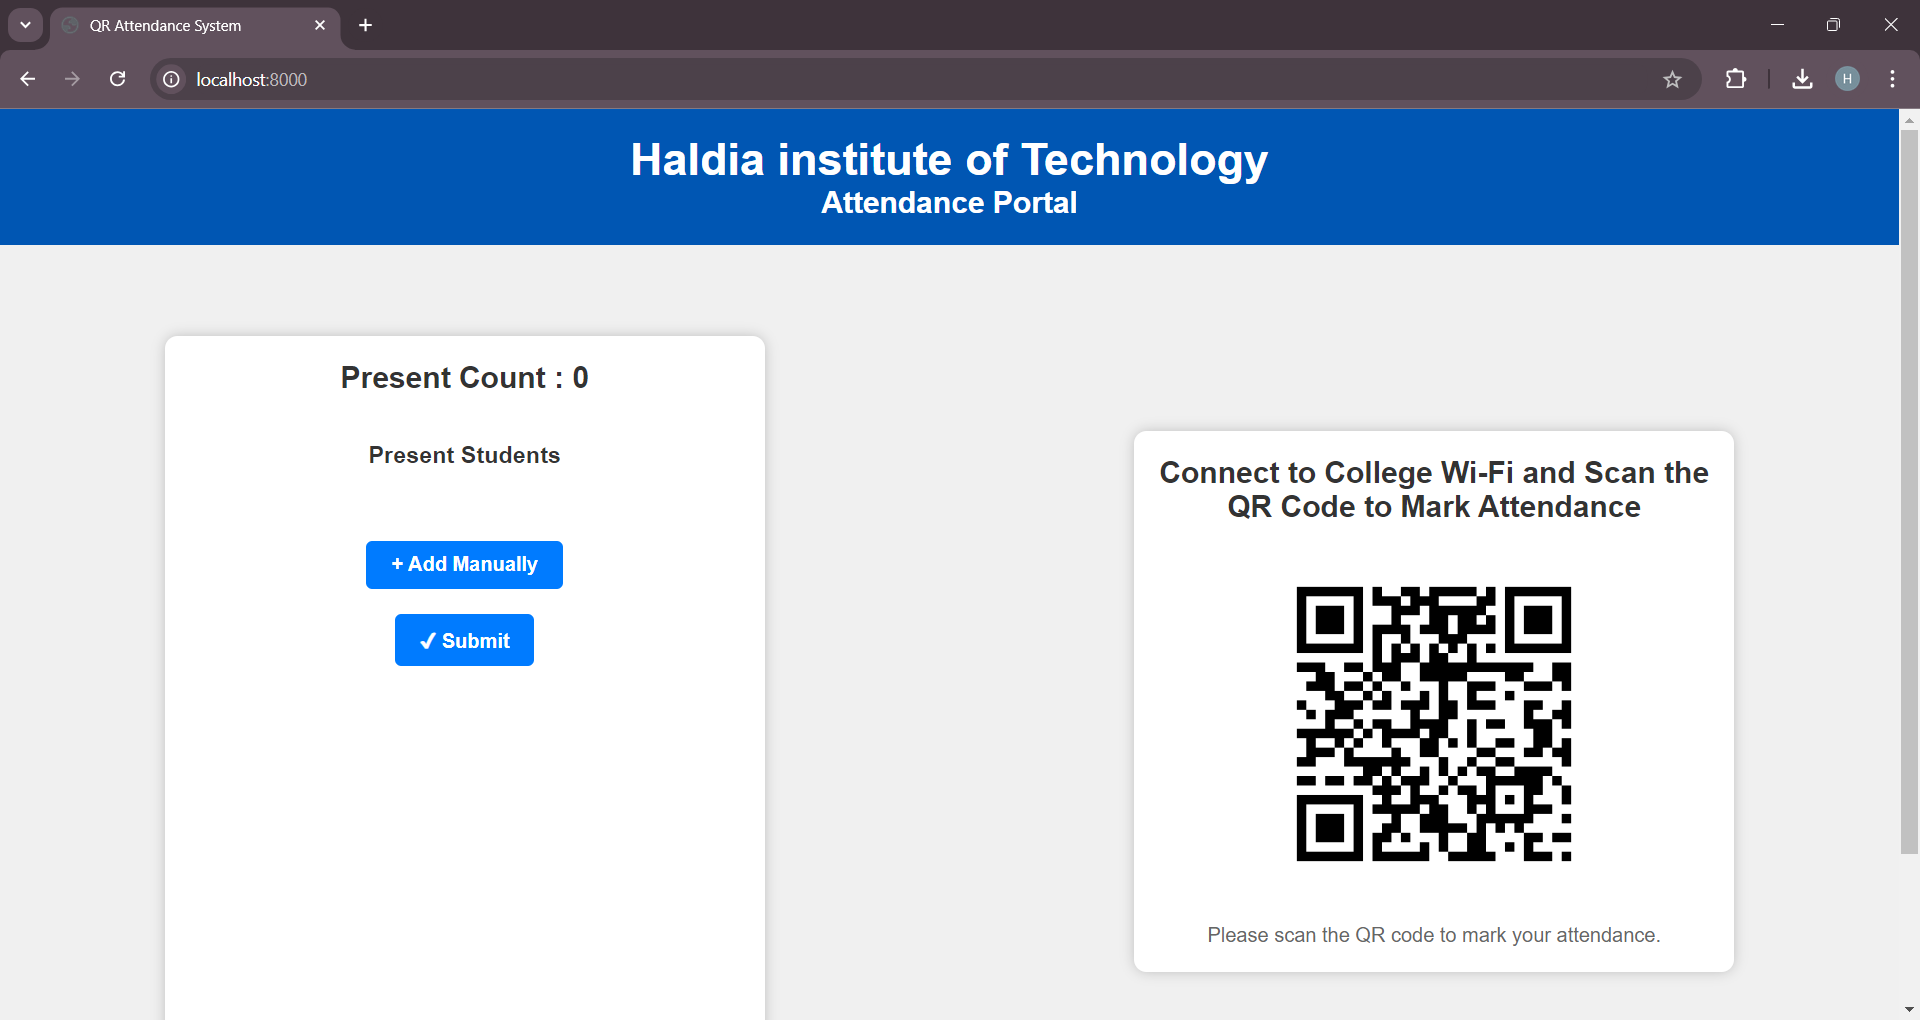 QR Attendance System
localhost:8000
H
Haldia institute of Technology
Attendance Portal
Present Count : 0
Present Students
+ Add Manually
✓ Submit
Connect to College Wi-Fi and Scan the
QR Code to Mark Attendance
Please scan the QR code to mark your attendance.